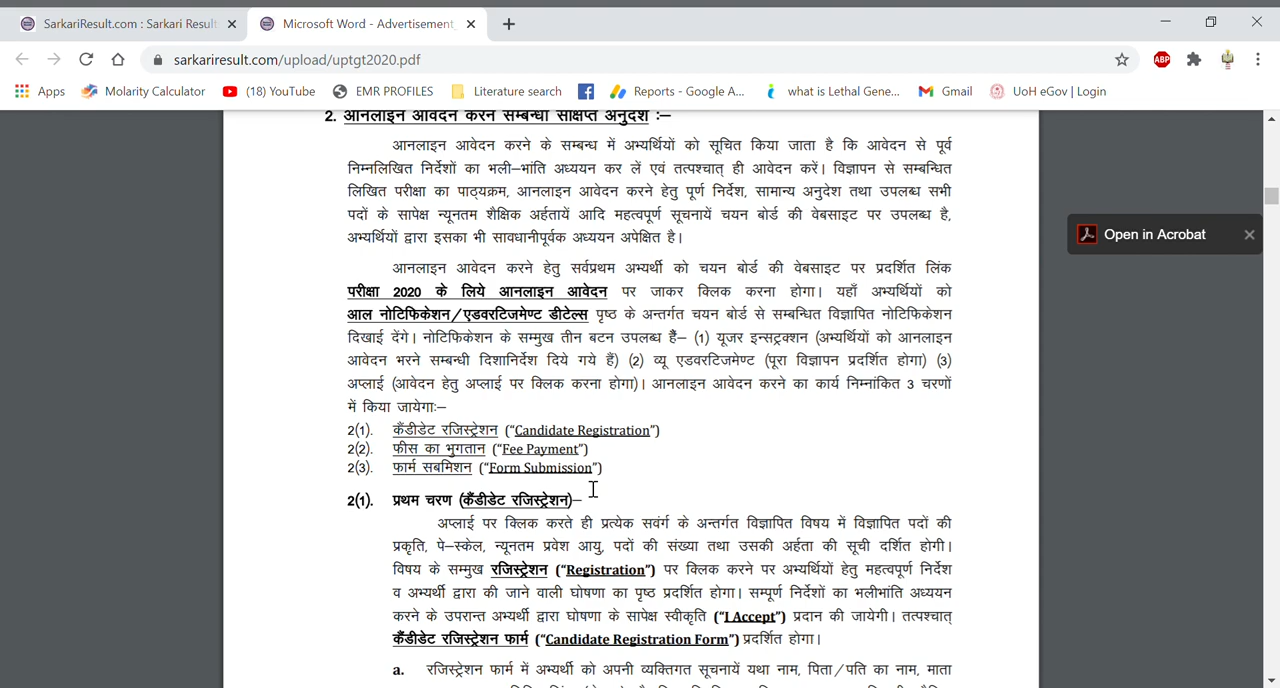 SarkariResult.com : Sarkari Result
Microsoft Word - Advertisement_
sarkariresult.com/upload/uptgt2020.pdf
ABP
Apps
Molarity Calculator
(18) YouTube
EMR PROFILES
Literature search
Reports - Google A...
what is Lethal Gene...
Gmail
UoH eGov | Login
2. आनलाइन आवेदन करने सम्बन्धी संक्षिप्त अनुदेश :–
आनलाइन आवेदन करने के सम्बन्ध में अभ्यर्थियों को सूचित किया जाता है कि आवेदन से पूर्व
निम्नलिखित निर्देशों का भली–भांति अध्ययन कर लें एवं तत्पश्चात् ही आवेदन करें। विज्ञापन से सम्बन्धित
लिखित परीक्षा का पाठ्यक्रम, आनलाइन आवेदन करने हेतु पूर्ण निर्देश, सामान्य अनुदेश तथा उपलब्ध सभी
पदों के सापेक्ष न्यूनतम शैक्षिक अर्हतायें आदि महत्वपूर्ण सूचनायें चयन बोर्ड की वेबसाइट पर उपलब्ध है,
अभ्यर्थियों द्वारा इसका भी सावधानीपूर्वक अध्ययन अपेक्षित है।
Open in Acrobat
आनलाइन आवेदन करने हेतु सर्वप्रथम अभ्यर्थी को चयन बोर्ड की वेबसाइट पर प्रदर्शित लिंक
परीक्षा 2020 के लिये आनलाइन आवेदन पर जाकर क्लिक करना होगा। यहाँ अभ्यर्थियों को
आल नोटिफिकेशन/एडवरटिजमेण्ट डीटेल्स पृष्ठ के अन्तर्गत चयन बोर्ड से सम्बन्धित विज्ञापित नोटिफिकेशन
दिखाई देंगे। नोटिफिकेशन के सम्मुख तीन बटन उपलब्ध हैं– (1) यूजर इन्सट्रक्शन (अभ्यर्थियों को आनलाइन
आवेदन भरने सम्बन्धी दिशानिर्देश दिये गये हैं) (2) व्यू एडवरटिजमेण्ट (पूरा विज्ञापन प्रदर्शित होगा) (3)
अप्लाई (आवेदन हेतु अप्लाई पर क्लिक करना होगा)। आनलाइन आवेदन करने का कार्य निम्नांकित 3 चरणों
में किया जायेगाः–
2(1). कैंडीडेट रजिस्ट्रेशन (“Candidate Registration”)
2(2). फीस का भुगतान (“Fee Payment”)
2(3). फार्म सबमिशन (“Form Submission”)
2(1). प्रथम चरण (कैंडीडेट रजिस्ट्रेशन)–
अप्लाई पर क्लिक करते ही प्रत्येक सवंर्ग के अन्तर्गत विज्ञापित विषय में विज्ञापित पदों की
प्रकृति, पे–स्केल, न्यूनतम प्रवेश आयु, पदों की संख्या तथा उसकी अर्हता की सूची दर्शित होगी।
विषय के सम्मुख रजिस्ट्रेशन (“Registration”) पर क्लिक करने पर अभ्यर्थियों हेतु महत्वपूर्ण निर्देश
व अभ्यर्थी द्वारा की जाने वाली घोषणा का पृष्ठ प्रदर्शित होगा। सम्पूर्ण निर्देशों का भलीभांति अध्ययन
करने के उपरान्त अभ्यर्थी द्वारा घोषणा के सापेक्ष स्वीकृति (“I Accept”) प्रदान की जायेगी। तत्पश्चात्
कैंडीडेट रजिस्ट्रेशन फार्म (“Candidate Registration Form”) प्रदर्शित होगा।
a. रजिस्ट्रेशन फार्म में अभ्यर्थी को अपनी व्यक्तिगत सूचनायें यथा नाम, पिता/पति का नाम, माता